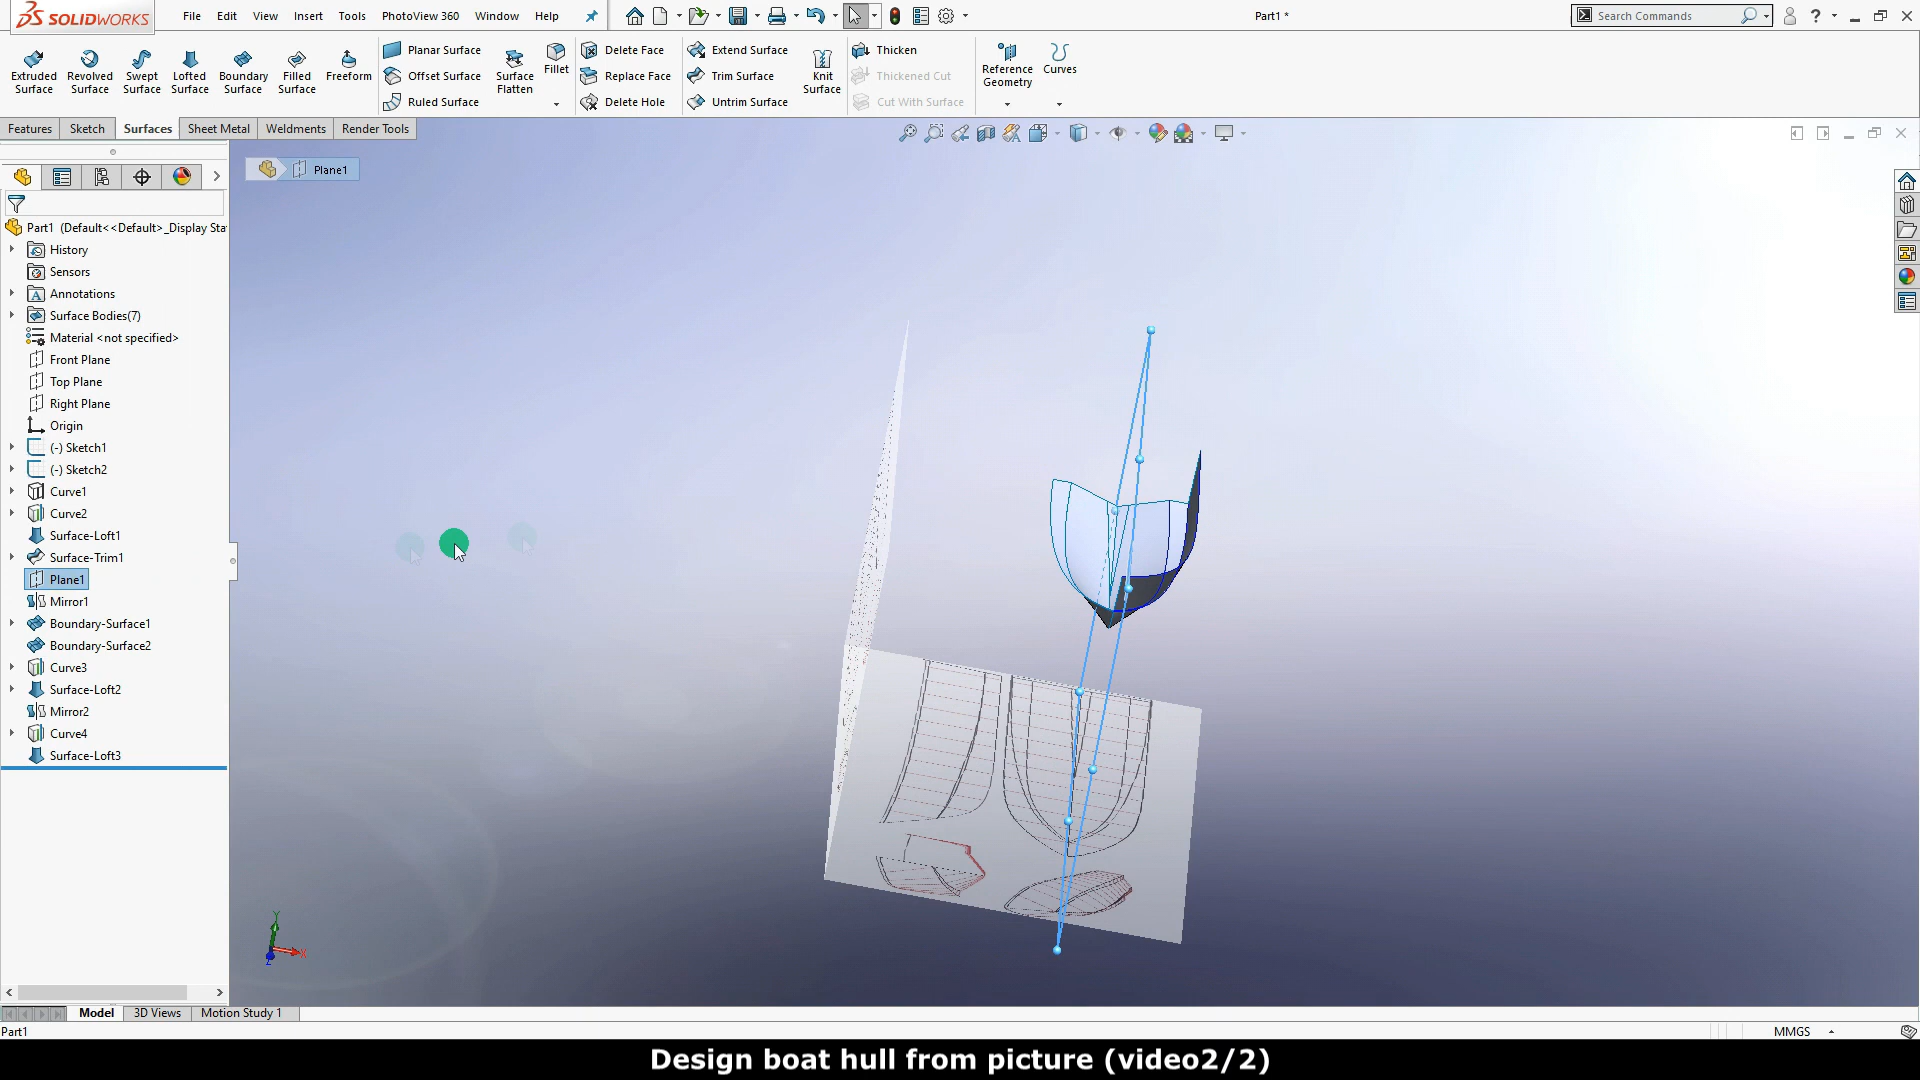 SOLIDWORKS
File Edit View Insert Tools PhotoView 360 Window Help
Part1 *
Search Commands
Extruded Surface
Revolved Surface
Swept Surface
Lofted Surface
Boundary Surface
Filled Surface
Freeform
Planar Surface
Offset Surface
Ruled Surface
Surface Flatten
Fillet
Delete Face
Replace Face
Delete Hole
Extend Surface
Trim Surface
Untrim Surface
Knit Surface
Thicken
Thickened Cut
Cut With Surface
Reference Geometry
Curves
Features Sketch Surfaces Sheet Metal Weldments Render Tools
Plane1
Part1 (Default<<Default>_Display Sta
History
Sensors
Annotations
Surface Bodies(7)
Material <not specified>
Front Plane
Top Plane
Right Plane
Origin
(-) Sketch1
(-) Sketch2
Curve1
Curve2
Surface-Loft1
Surface-Trim1
Plane1
Mirror1
Boundary-Surface1
Boundary-Surface2
Curve3
Surface-Loft2
Mirror2
Curve4
Surface-Loft3
Y
X
Z
Model 3D Views Motion Study 1
Part1
MMGS
Design boat hull from picture (video2/2)